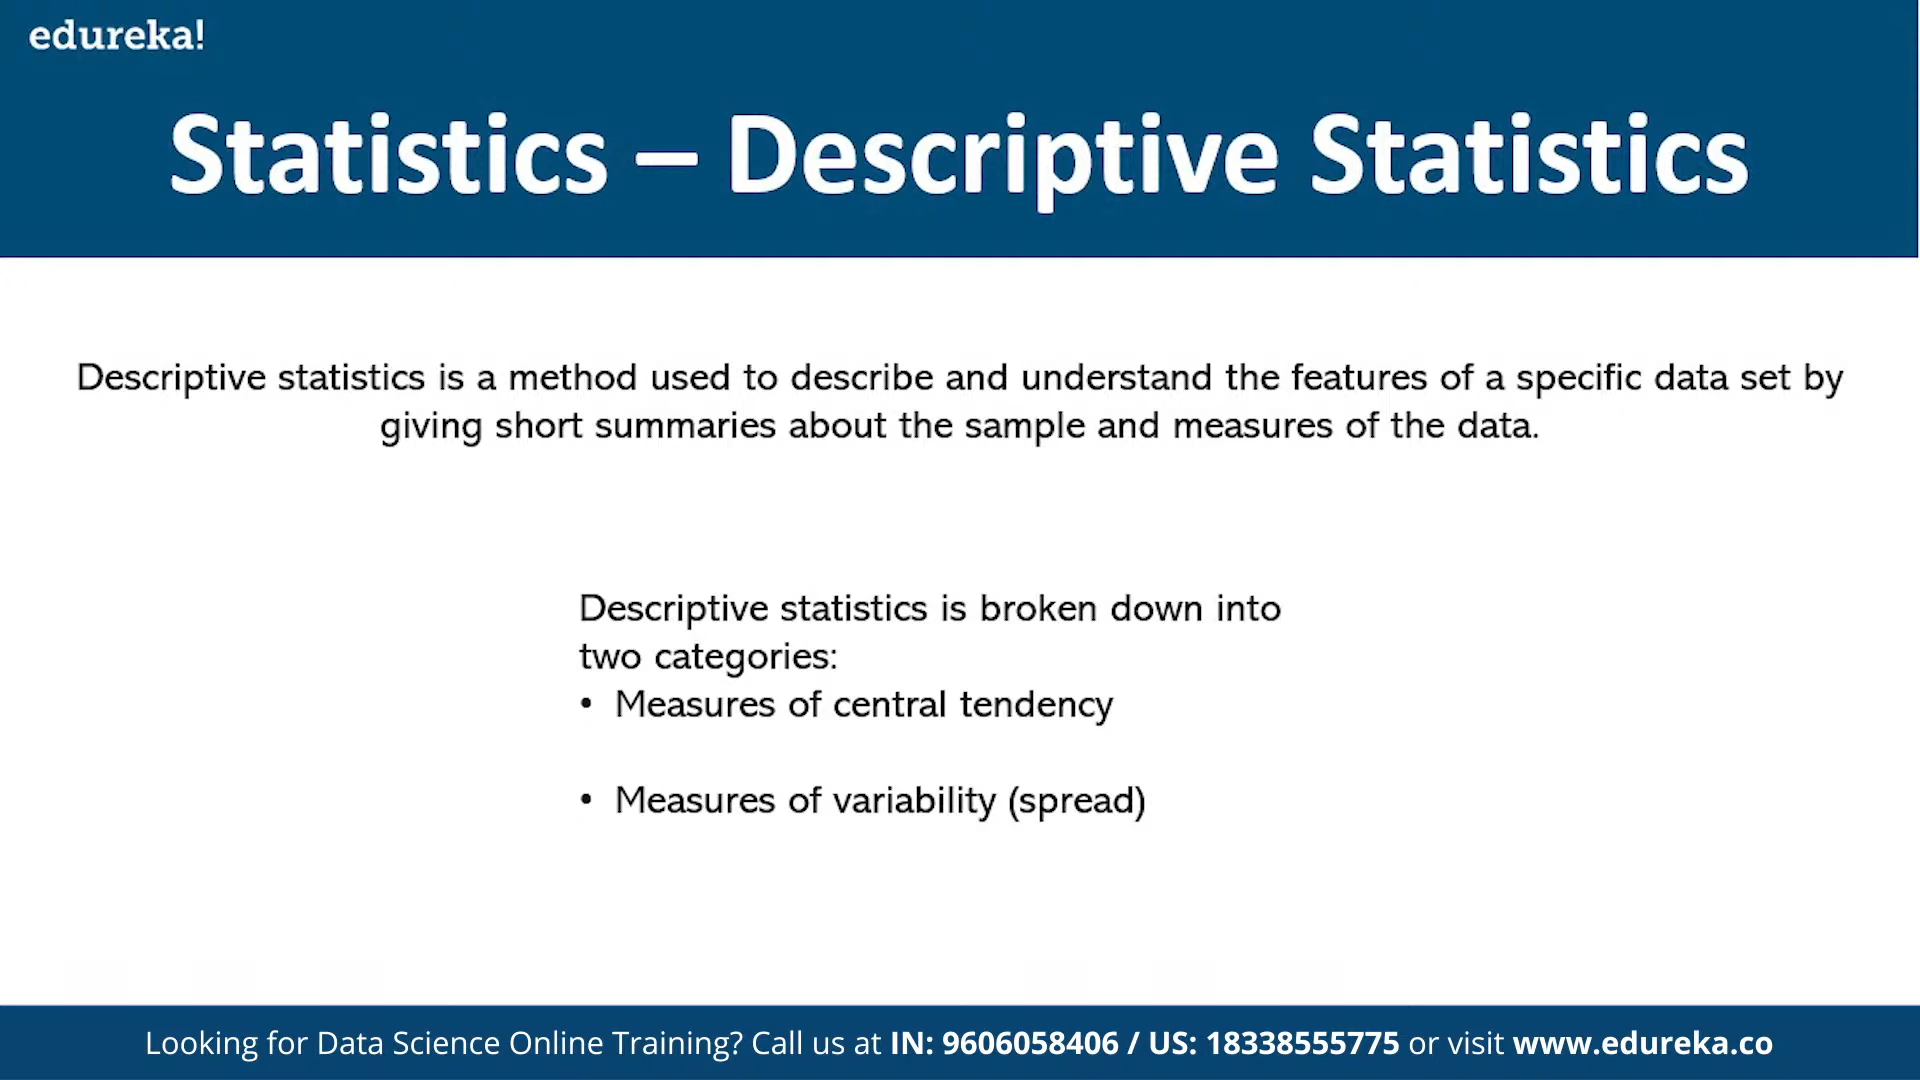 edureka!
Statistics – Descriptive Statistics
Descriptive statistics is a method used to describe and understand the features of a specific data set by
giving short summaries about the sample and measures of the data.
Descriptive statistics is broken down into
two categories:
• Measures of central tendency
• Measures of variability (spread)
Looking for Data Science Online Training? Call us at IN: 9606058406 / US: 18338555775 or visit www.edureka.co